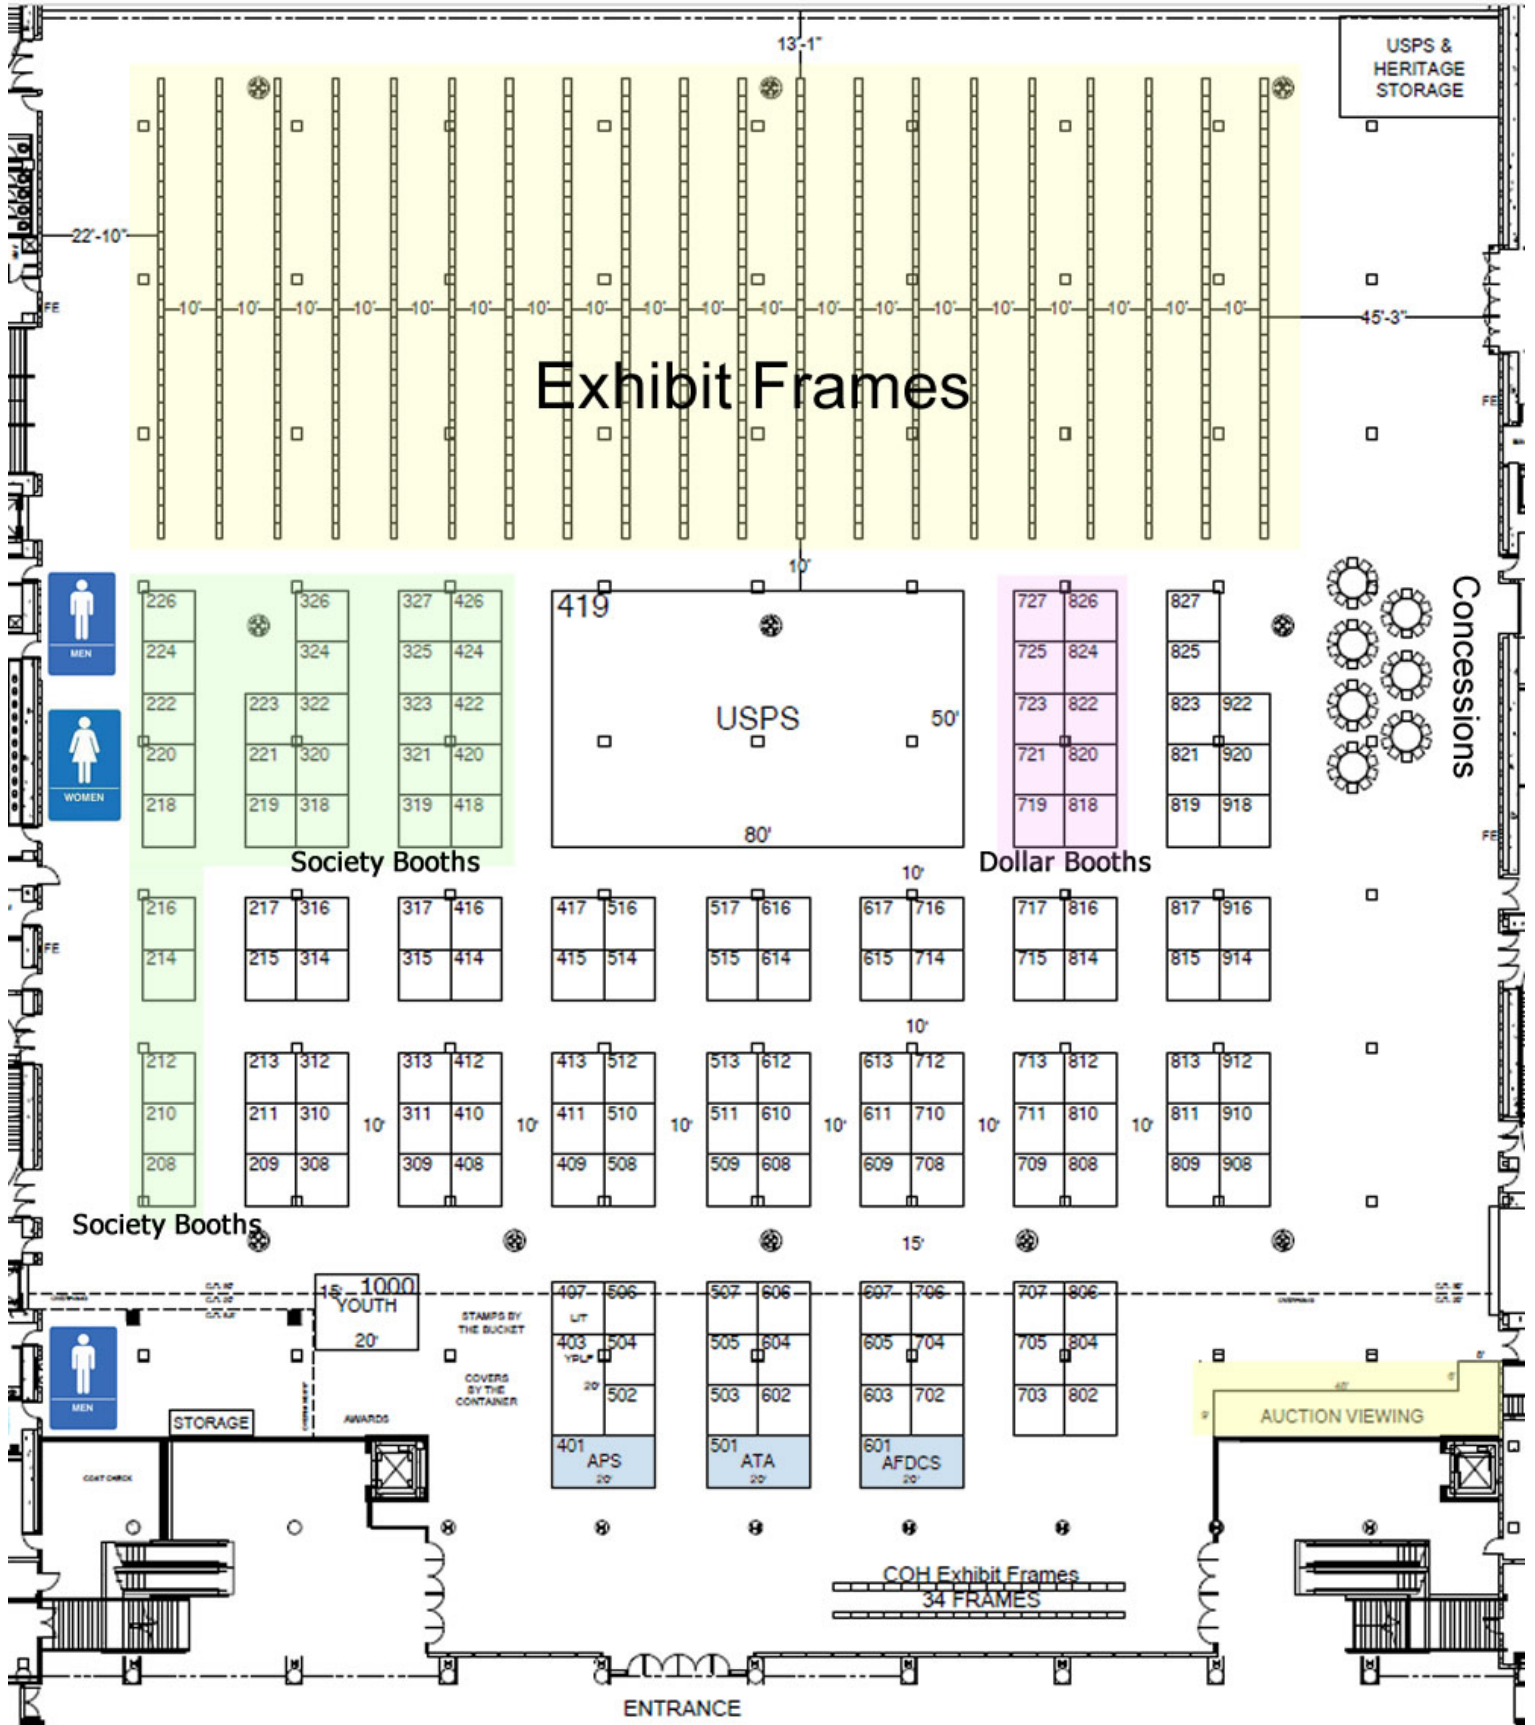 13'-1"
USPS &
HERITAGE
STORAGE
22'-10"
FE
10' 10' 10' 10' 10' 10' 10' 10' 10' 10' 10' 10' 10' 10' 10' 10' 10' 10' 10'
45'-3"
Exhibit Frames
FE
10'
MEN
WOMEN
226 326 327 426 419 727 826 827
224 324 325 424 725 824 825
222 223 322 323 422 USPS 50' 723 822 823 922
220 221 320 321 420 721 820 821 920
218 219 318 319 418 719 818 819 918
80'
Concessions
FE
Society Booths
Dollar Booths
10'
216 217 316 317 416 417 516 517 616 617 716 717 816 817 916
FE
214 215 314 315 414 415 514 515 614 615 714 715 814 815 914
10'
212 213 312 313 412 413 512 513 612 613 712 713 812 813 912
210 211 310 10' 311 410 10' 411 510 10' 511 610 10' 611 710 10' 711 810 10' 811 910
208 209 308 309 408 409 508 509 608 609 708 709 808 809 908
Society Booths
15'
15' 1000
YOUTH
20'
STAMPS BY
THE BUCKET
COVERS
BY THE
CONTAINER
407 506 507 606 607 706 707 806
LIT
403 504 505 604 605 704 705 804
YPLF
20'
502 503 602 603 702 703 802
MEN
STORAGE
AWARDS
COAT CHECK
401 APS 20'
501 ATA 20'
601 AFDCS 20'
AUCTION VIEWING
COH Exhibit Frames
34 FRAMES
ENTRANCE